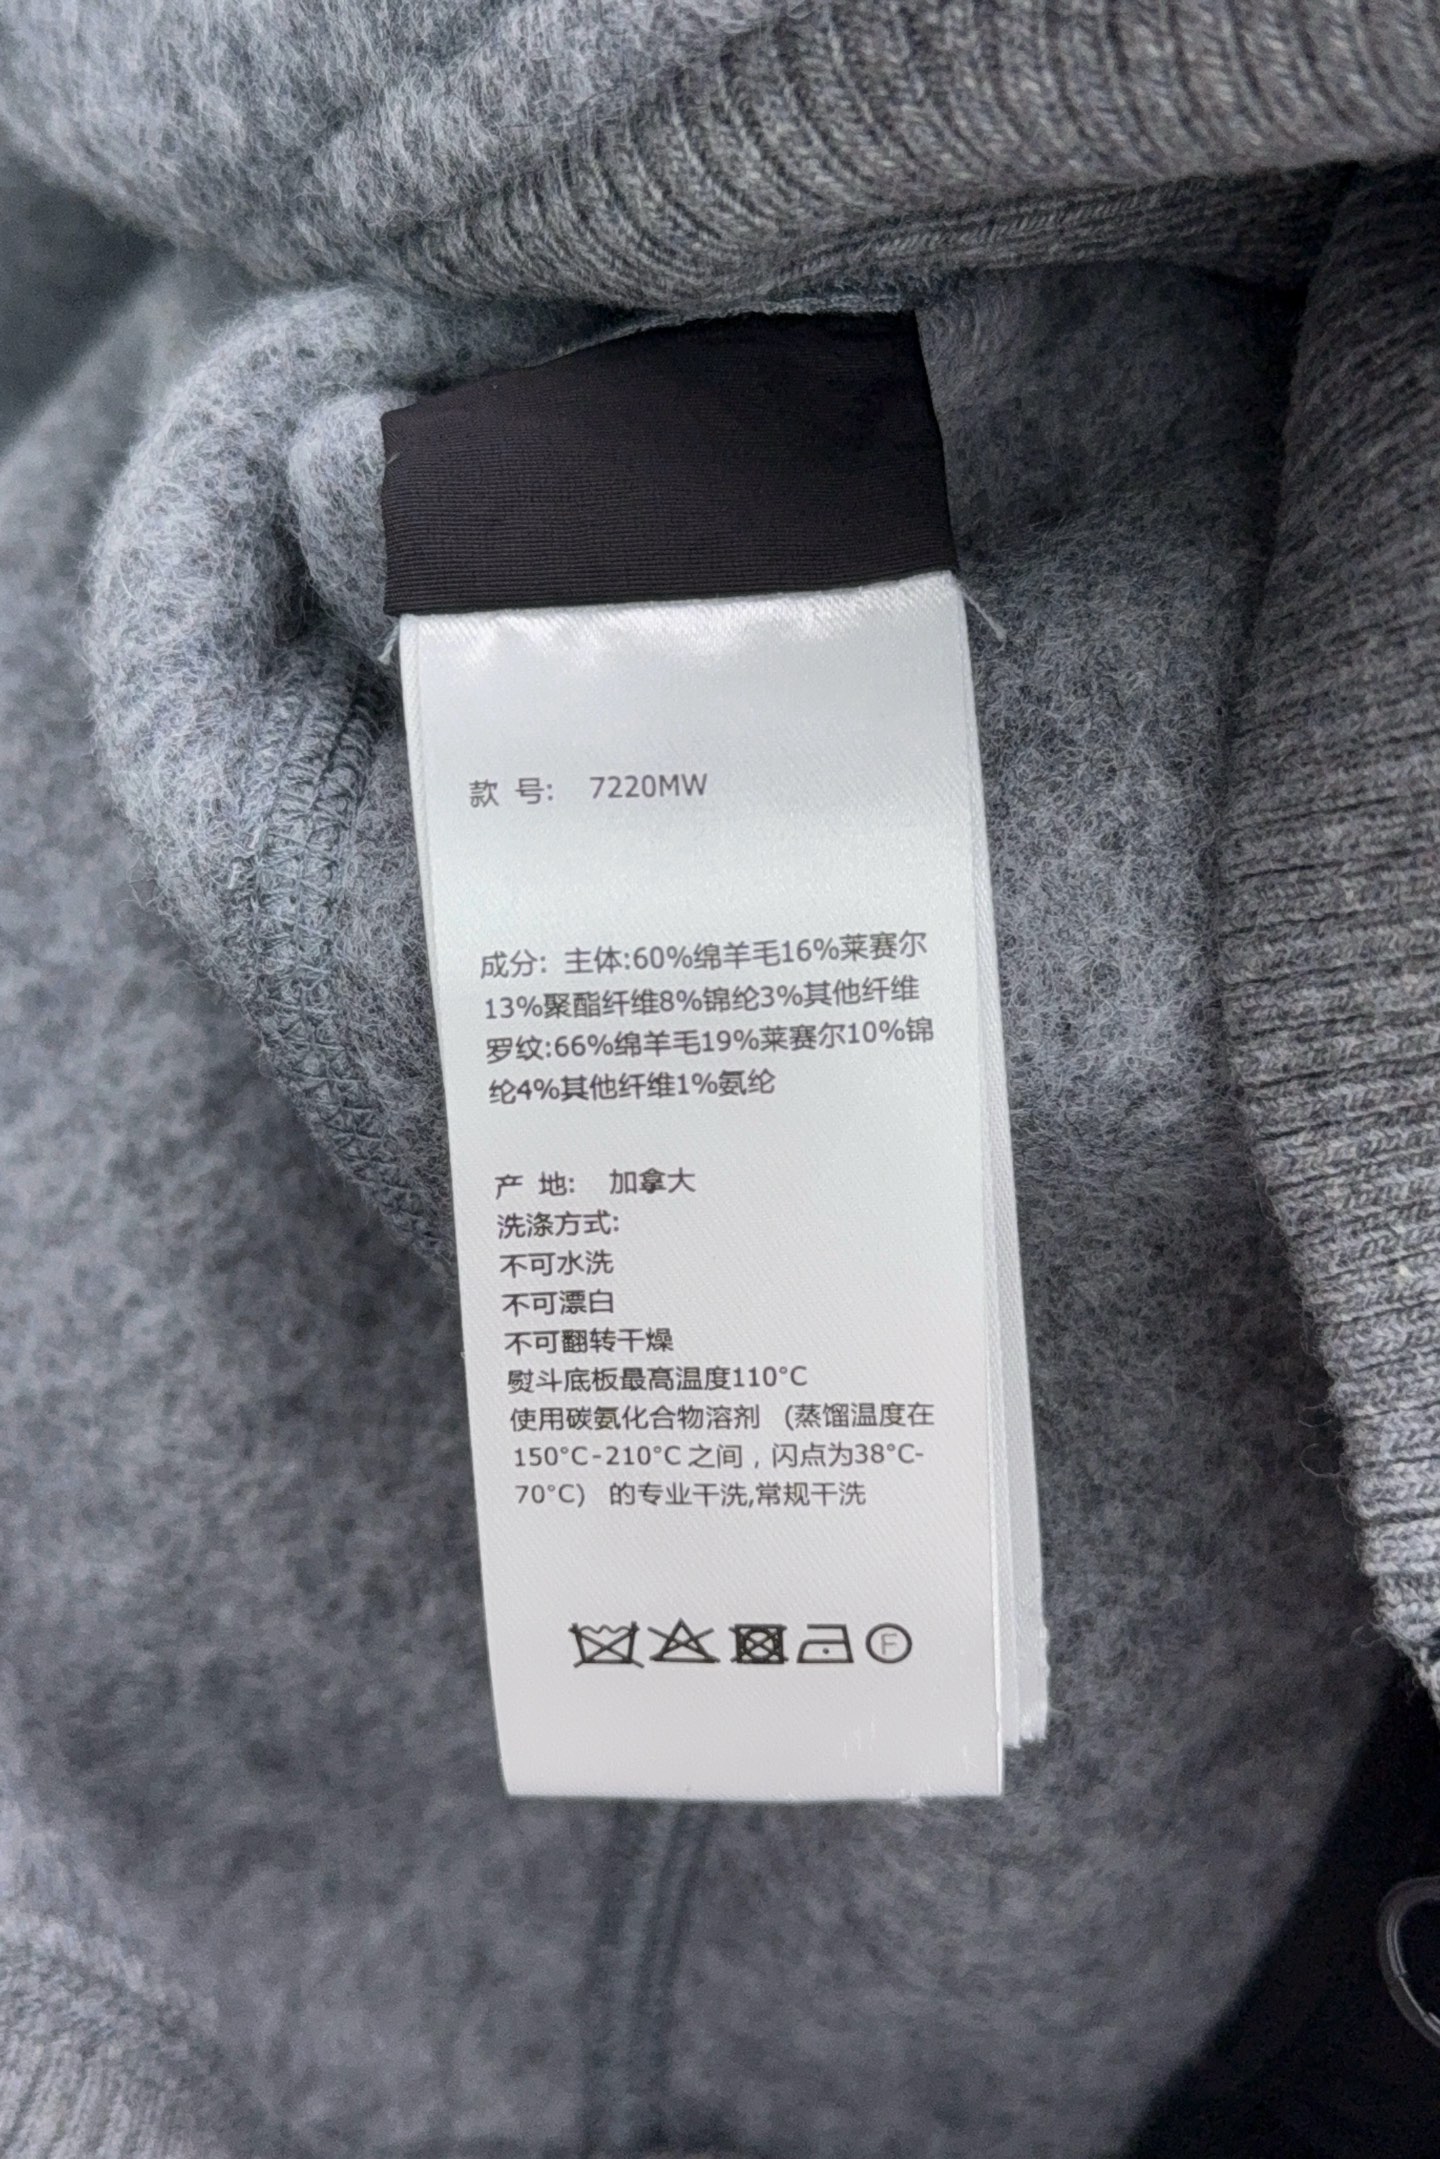 款 号: 7220MW
成分: 主体:60%绵羊毛16%莱赛尔
13%聚酯纤维8%锦纶3%其他纤维
罗纹:66%绵羊毛19%莱赛尔10%锦
纶4%其他纤维1%氨纶
产 地: 加拿大
洗涤方式:
不可水洗
不可漂白
不可翻转干燥
熨斗底板最高温度110°C
使用碳氨化合物溶剂 (蒸馏温度在
150°C-210°C之间，闪点为38°C-
70°C) 的专业干洗,常规干洗
F